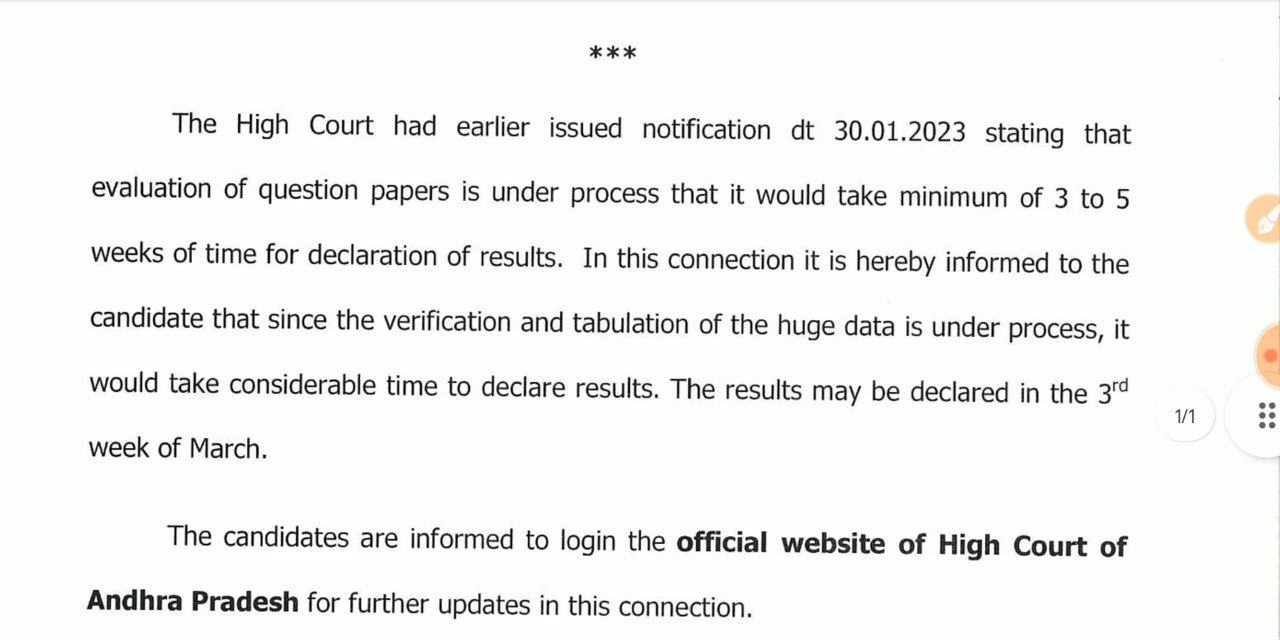 ***
The High Court had earlier issued notification dt 30.01.2023 stating that
evaluation of question papers is under process that it would take minimum of 3 to 5
weeks of time for declaration of results. In this connection it is hereby informed to the
candidate that since the verification and tabulation of the huge data is under process, it
would take considerable time to declare results. The results may be declared in the 3rd
week of March.
1/1
The candidates are informed to login the official website of High Court of
Andhra Pradesh for further updates in this connection.